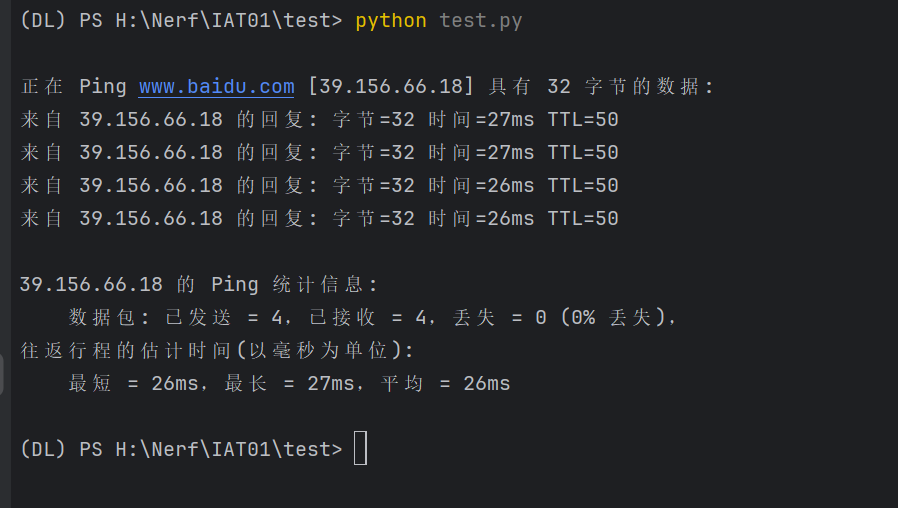 (DL) PS H:\Nerf\IAT01\test> python test.py
正在 Ping www.baidu.com [39.156.66.18] 具有 32 字节的数据:
来自 39.156.66.18 的回复: 字节=32 时间=27ms TTL=50
来自 39.156.66.18 的回复: 字节=32 时间=27ms TTL=50
来自 39.156.66.18 的回复: 字节=32 时间=26ms TTL=50
来自 39.156.66.18 的回复: 字节=32 时间=26ms TTL=50
39.156.66.18 的 Ping 统计信息:
数据包: 已发送 = 4，已接收 = 4，丢失 = 0 (0% 丢失)，
往返行程的估计时间(以毫秒为单位):
最短 = 26ms，最长 = 27ms，平均 = 26ms
(DL) PS H:\Nerf\IAT01\test>